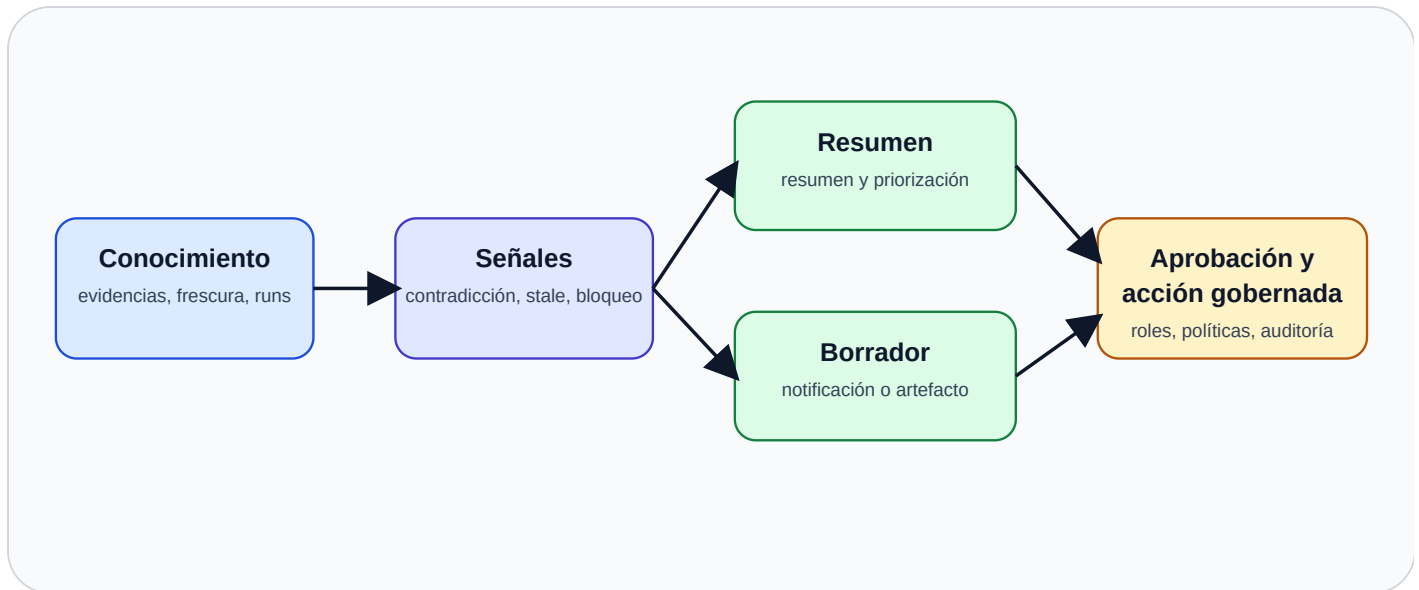 Conocimiento
evidencias, frescura, runs
Señales
contradicción, stale, bloqueo
Resumen
resumen y priorización
Borrador
notificación o artefacto
Aprobación y
acción gobernada
roles, políticas, auditoría